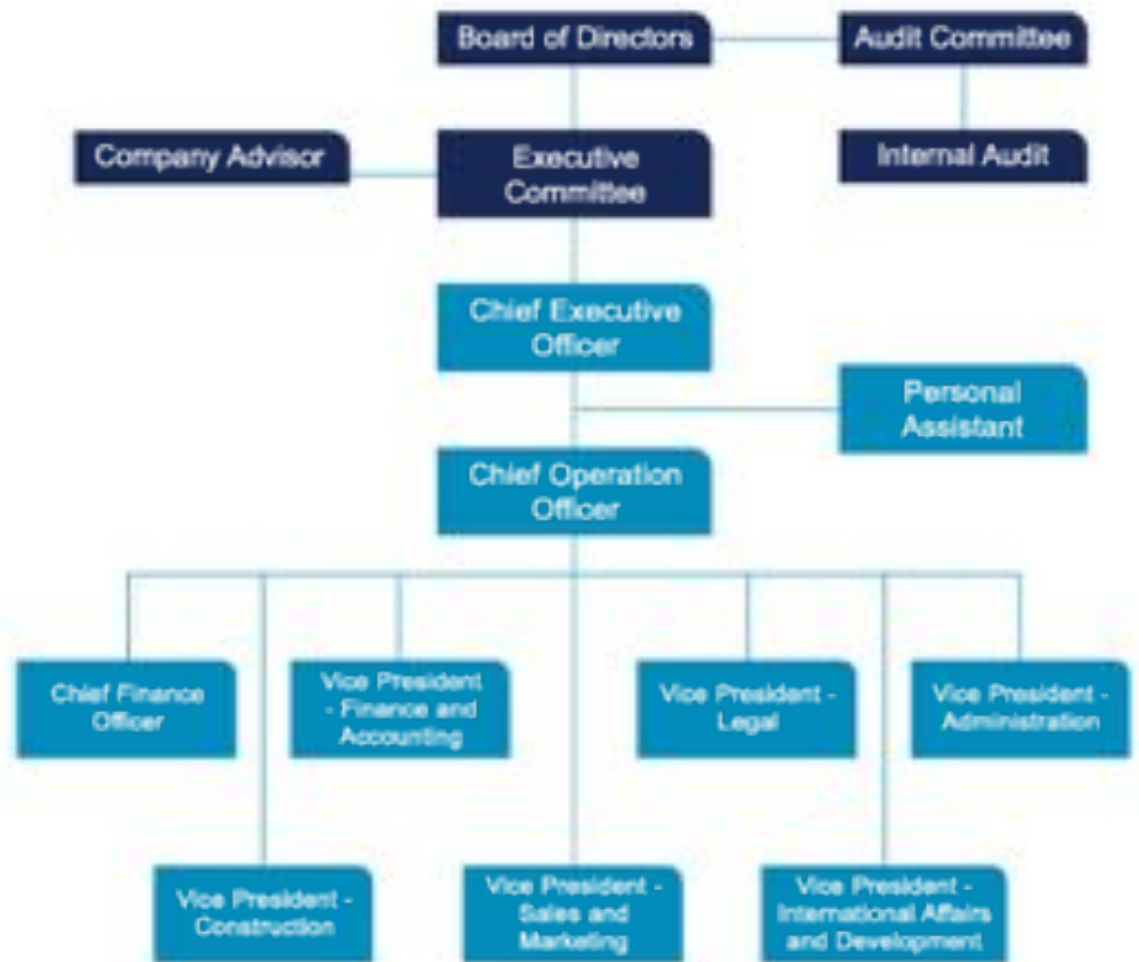 Board of Directors
Audit Committee
Company Advisor
Executive
Committee
Internal Audit
Chief Executive
Officer
Personal
Assistant
Chief Operation
Officer
Chief Finance
Officer
Vice President
- Finance and
Accounting
Vice President -
Legal
Vice President -
Administration
Vice President -
Construction
Vice President -
Sales and
Marketing
Vice President -
International Affairs
and Development